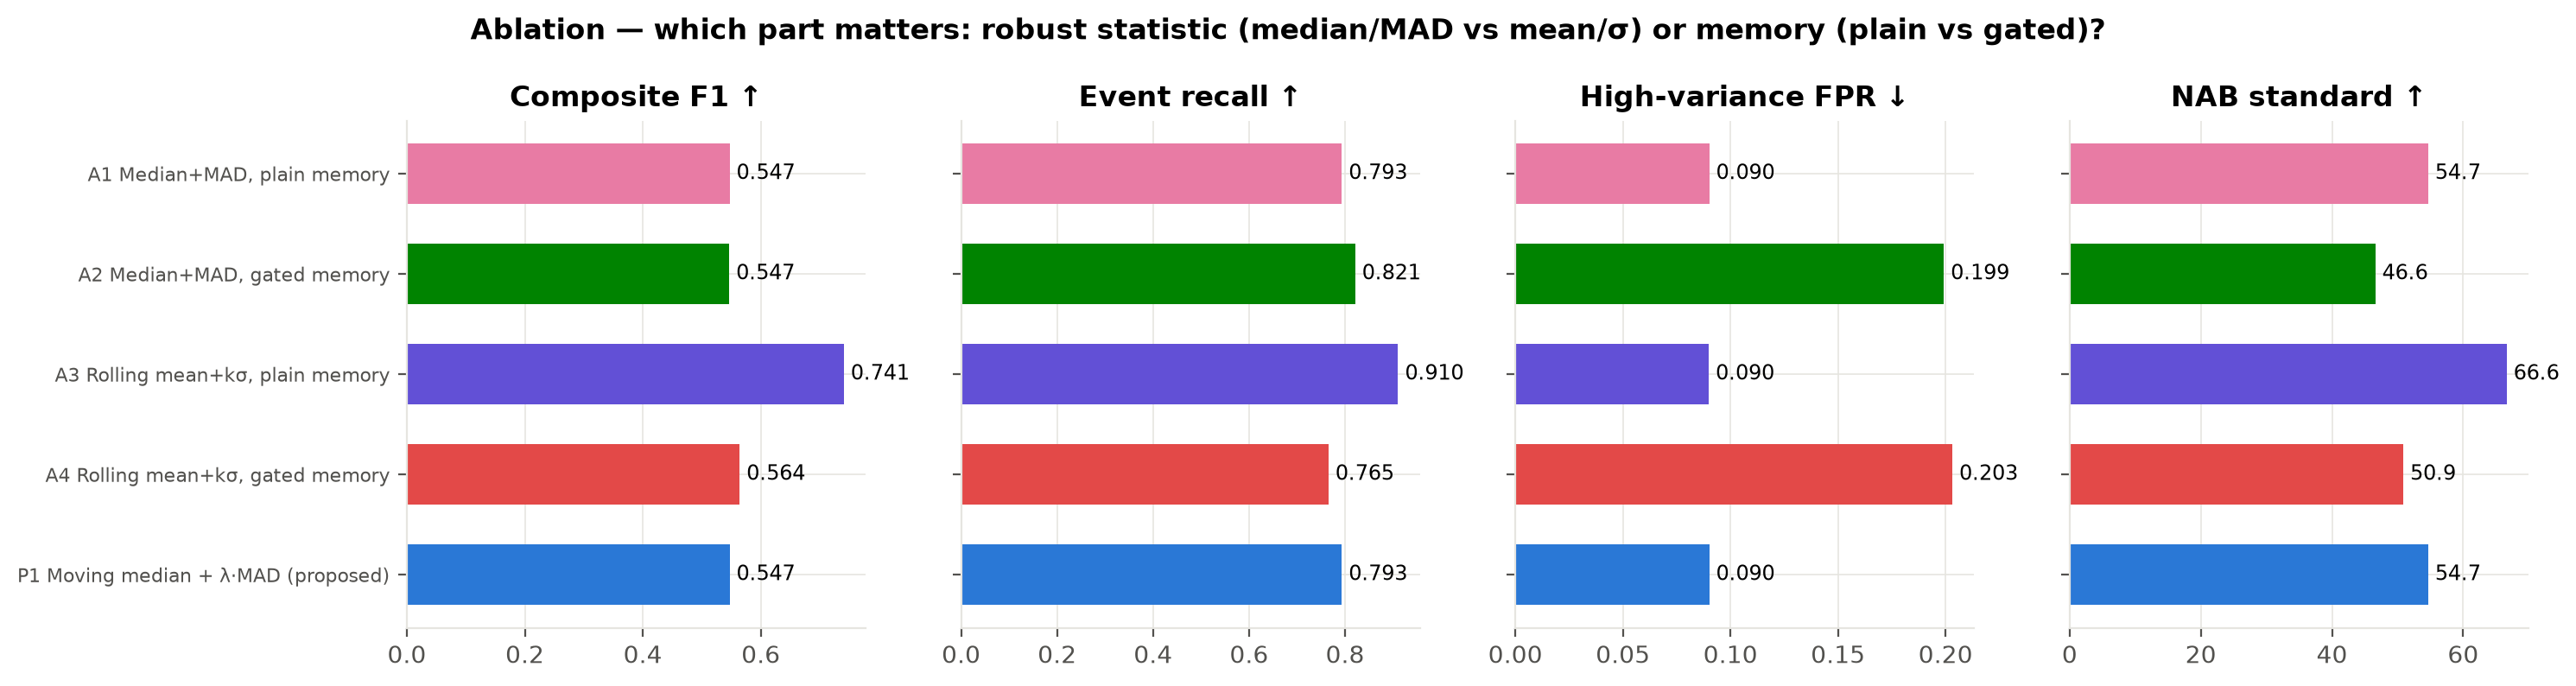 Ablation — which part matters: robust statistic (median/MAD vs mean/σ) or memory (plain vs gated)?
Composite F1 ↑
Event recall ↑
High-variance FPR ↓
NAB standard ↑
A1 Median+MAD, plain memory
0.547
0.793
0.090
54.7
A2 Median+MAD, gated memory
0.547
0.821
0.199
46.6
A3 Rolling mean+kσ, plain memory
0.741
0.910
0.090
66.6
A4 Rolling mean+kσ, gated memory
0.564
0.765
0.203
50.9
P1 Moving median + λ·MAD (proposed)
0.547
0.793
0.090
54.7
0.0 0.2 0.4 0.6
0.0 0.2 0.4 0.6 0.8
0.00 0.05 0.10 0.15 0.20
0 20 40 60